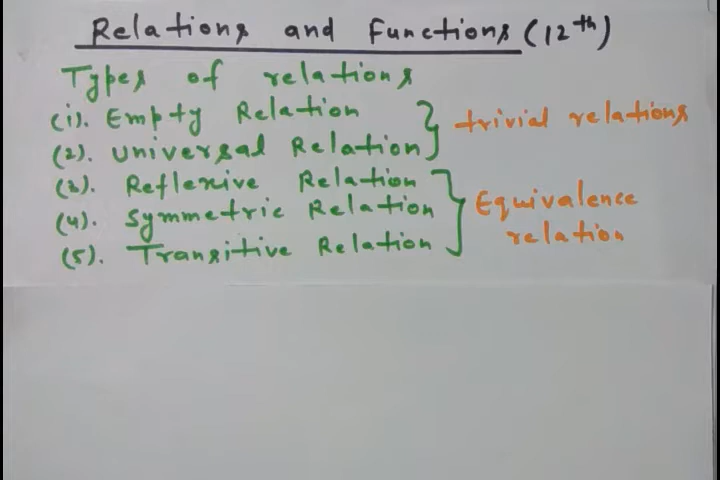 Relations and Functions (12th)
Types of relations
(1). Empty Relation } trivial relations
(2). Universal Relation
(3). Reflexive Relation } Equivalence
(4). Symmetric Relation relation
(5). Transitive Relation